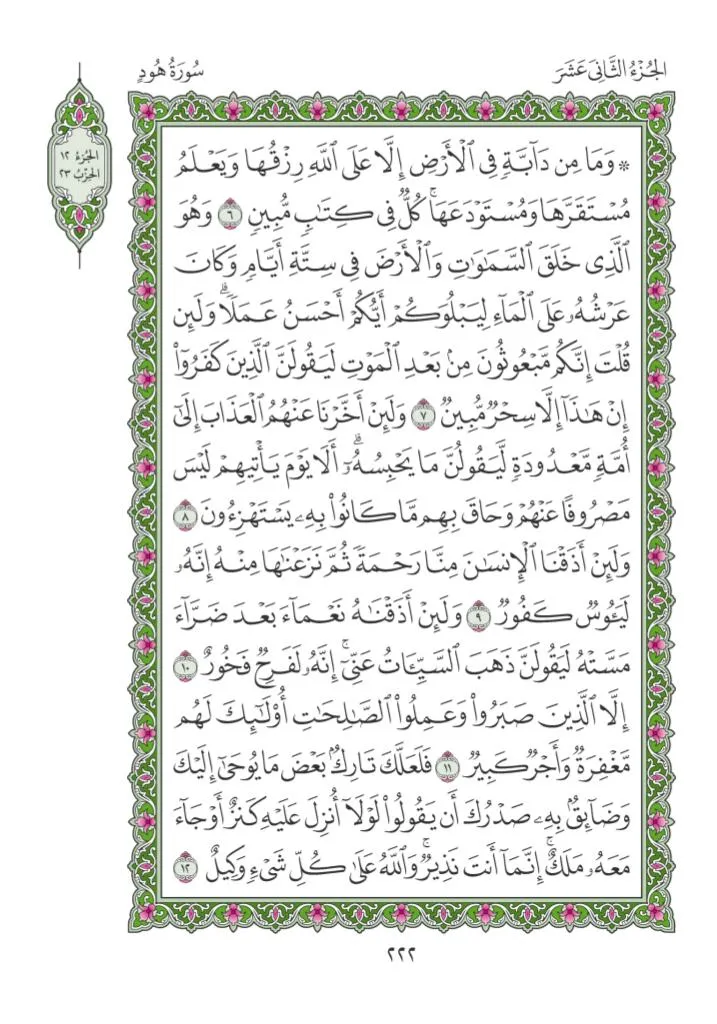 الجُزْءُ الثَّانِيَ عَشَرَ
سُورَةُ هُودٍ
الجُزْءُ ١٢
الحِزْبُ ٢٣
۞ وَمَا مِن دَآبَّةٖ فِي ٱلۡأَرۡضِ إِلَّا عَلَى ٱللَّهِ رِزۡقُهَا وَيَعۡلَمُ
مُسۡتَقَرَّهَا وَمُسۡتَوۡدَعَهَاۚ كُلّٞ فِي كِتَٰبٖ مُّبِينٖ ٦ وَهُوَ
ٱلَّذِي خَلَقَ ٱلسَّمَٰوَٰتِ وَٱلۡأَرۡضَ فِي سِتَّةِ أَيَّامٖ وَكَانَ
عَرۡشُهُۥ عَلَى ٱلۡمَآءِ لِيَبۡلُوَكُمۡ أَيُّكُمۡ أَحۡسَنُ عَمَلٗاۗ وَلَئِن
قُلۡتَ إِنَّكُم مَّبۡعُوثُونَ مِنۢ بَعۡدِ ٱلۡمَوۡتِ لَيَقُولَنَّ ٱلَّذِينَ كَفَرُوٓاْ
إِنۡ هَٰذَآ إِلَّا سِحۡرٞ مُّبِينٞ ٧ وَلَئِنۡ أَخَّرۡنَا عَنۡهُمُ ٱلۡعَذَابَ إِلَىٰٓ
أُمَّةٖ مَّعۡدُودَةٖ لَّيَقُولُنَّ مَا يَحۡبِسُهُۥٓۗ أَلَا يَوۡمَ يَأۡتِيهِمۡ لَيۡسَ
مَصۡرُوفًا عَنۡهُمۡ وَحَاقَ بِهِم مَّا كَانُواْ بِهِۦ يَسۡتَهۡزِءُونَ ٨
وَلَئِنۡ أَذَقۡنَا ٱلۡإِنسَٰنَ مِنَّا رَحۡمَةٗ ثُمَّ نَزَعۡنَٰهَا مِنۡهُ إِنَّهُۥ
لَيَـُٔوسٞ كَفُورٞ ٩ وَلَئِنۡ أَذَقۡنَٰهُ نَعۡمَآءَ بَعۡدَ ضَرَّآءَ
مَسَّتۡهُ لَيَقُولَنَّ ذَهَبَ ٱلسَّيِّـَٔاتُ عَنِّيٓۚ إِنَّهُۥ لَفَرِحٞ فَخُورٌ ١٠
إِلَّا ٱلَّذِينَ صَبَرُواْ وَعَمِلُواْ ٱلصَّٰلِحَٰتِ أُوْلَٰٓئِكَ لَهُم
مَّغۡفِرَةٞ وَأَجۡرٞ كَبِيرٞ ١١ فَلَعَلَّكَ تَارِكُۢ بَعۡضَ مَا يُوحَىٰٓ إِلَيۡكَ
وَضَآئِقُۢ بِهِۦ صَدۡرُكَ أَن يَقُولُواْ لَوۡلَآ أُنزِلَ عَلَيۡهِ كَنزٌ أَوۡ جَآءَ
مَعَهُۥ مَلَكٌۚ إِنَّمَآ أَنتَ نَذِيرٞۚ وَٱللَّهُ عَلَىٰ كُلِّ شَيۡءٖ وَكِيلٌ ١٢
٢٢٢